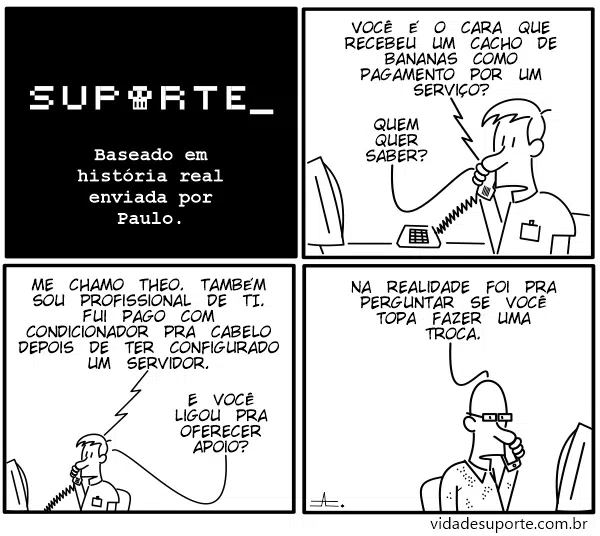 SUPORTE_
Baseado em
história real
enviada por
Paulo.
VOCÊ É O CARA QUE
RECEBEU UM CACHO DE
BANANAS COMO
PAGAMENTO POR UM
SERVIÇO?
QUEM
QUER
SABER?
ME CHAMO THEO. TAMBÉM
SOU PROFISSIONAL DE TI.
FUI PAGO COM
CONDICIONADOR PRA CABELO
DEPOIS DE TER CONFIGURADO
UM SERVIDOR.
E VOCÊ
LIGOU PRA
OFERECER
APOIO?
NA REALIDADE FOI PRA
PERGUNTAR SE VOCÊ
TOPA FAZER UMA
TROCA.
vidadesuporte.com.br